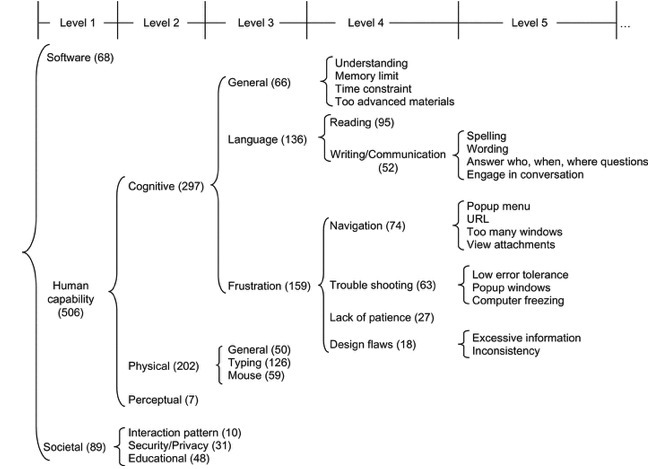 Level 1 Level 2 Level 3 Level 4 Level 5 ...
Software (68)
General (66)
Understanding
Memory limit
Time constraint
Too advanced materials
Language (136)
Reading (95)
Writing/Communication
(52)
Spelling
Wording
Answer who, when, where questions
Engage in conversation
Cognitive (297)
Navigation (74)
Popup menu
URL
Too many windows
View attachments
Human
capability
(506)
Frustration (159)
Trouble shooting (63)
Low error tolerance
Popup windows
Computer freezing
Lack of patience (27)
Design flaws (18)
Excessive information
Inconsistency
Physical (202)
General (50)
Typing (126)
Mouse (59)
Perceptual (7)
Societal (89)
Interaction pattern (10)
Security/Privacy (31)
Educational (48)